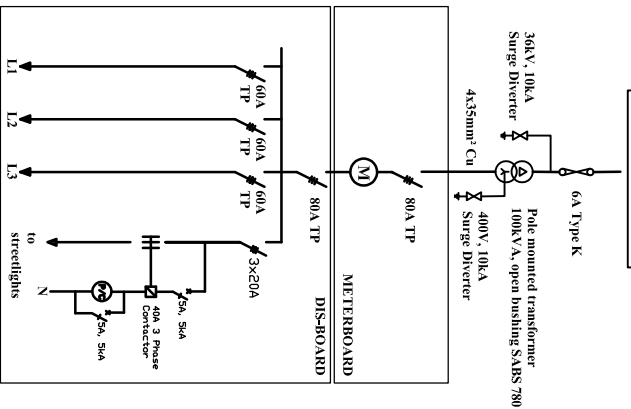 36kV, 10kA
Surge Diverter
6A Type K
Pole mounted transformer
100kVA, open bushing SABS 780
4x35mm² Cu
400V, 10kA
Surge Diverter
80A TP
M
METERBOARD
80A TP
DIS-BOARD
60A
TP
60A
TP
60A
TP
3x20A
5A, 5kA
40A 3 Phase
Contactor
P/C
5A, 5kA
L1
L2
L3
to
streetlights
N